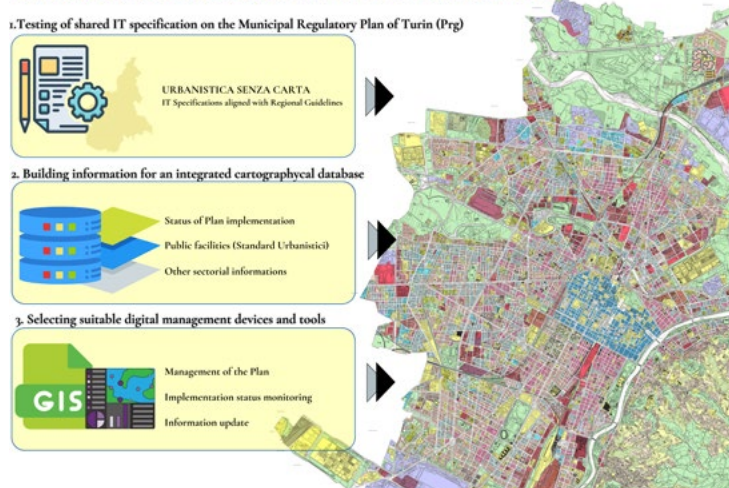 1.Testing of shared IT specification on the Municipal Regulatory Plan of Turin (Prg)
URBANISTICA SENZA CARTA
IT Specifications aligned with Regional Guidelines
2. Building information for an integrated cartographycal database
Status of Plan implementation
Public facilities (Standard Urbanistici)
Other sectorial informations
3. Selecting suitable digital management devices and tools
GIS
Management of the Plan
Implementation status monitoring
Information update